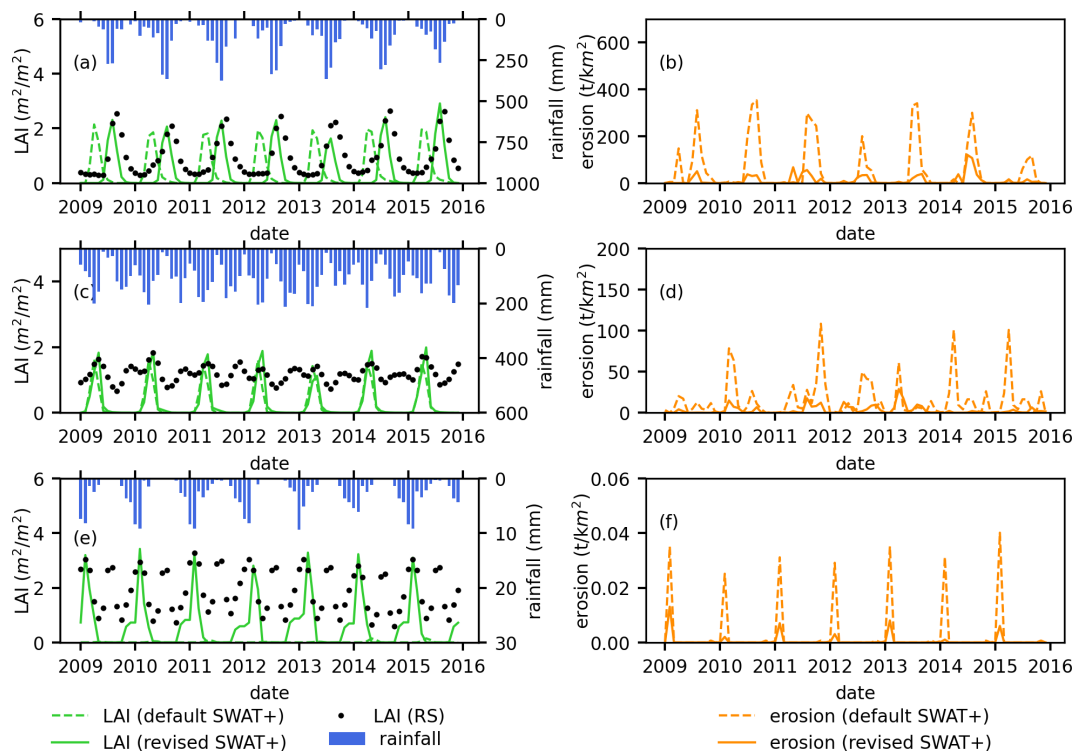 6
4
2
0
LAI (m²/m²)
(a)
0
250
500
750
1000
rainfall (mm)
2009 2010 2011 2012 2013 2014 2015 2016
date
600
400
200
0
erosion (t/km²)
(b)
2009 2010 2011 2012 2013 2014 2015 2016
date
4
2
0
LAI (m²/m²)
(c)
0
200
400
600
rainfall (mm)
2009 2010 2011 2012 2013 2014 2015 2016
date
200
150
100
50
0
erosion (t/km²)
(d)
2009 2010 2011 2012 2013 2014 2015 2016
date
6
4
2
0
LAI (m²/m²)
(e)
0
10
20
30
rainfall (mm)
2009 2010 2011 2012 2013 2014 2015 2016
date
0.06
0.04
0.02
0.00
erosion (t/km²)
(f)
2009 2010 2011 2012 2013 2014 2015 2016
date
LAI (default SWAT+)
LAI (revised SWAT+)
LAI (RS)
rainfall
erosion (default SWAT+)
erosion (revised SWAT+)